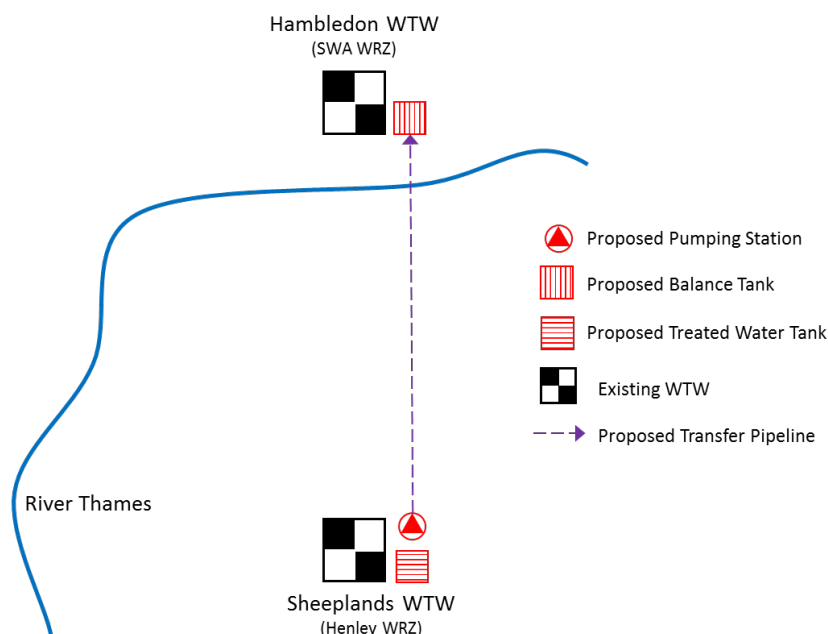 Hambledon WTW
(SWA WRZ)
Proposed Pumping Station
Proposed Balance Tank
Proposed Treated Water Tank
Existing WTW
Proposed Transfer Pipeline
River Thames
Sheeplands WTW
(Henley WRZ)